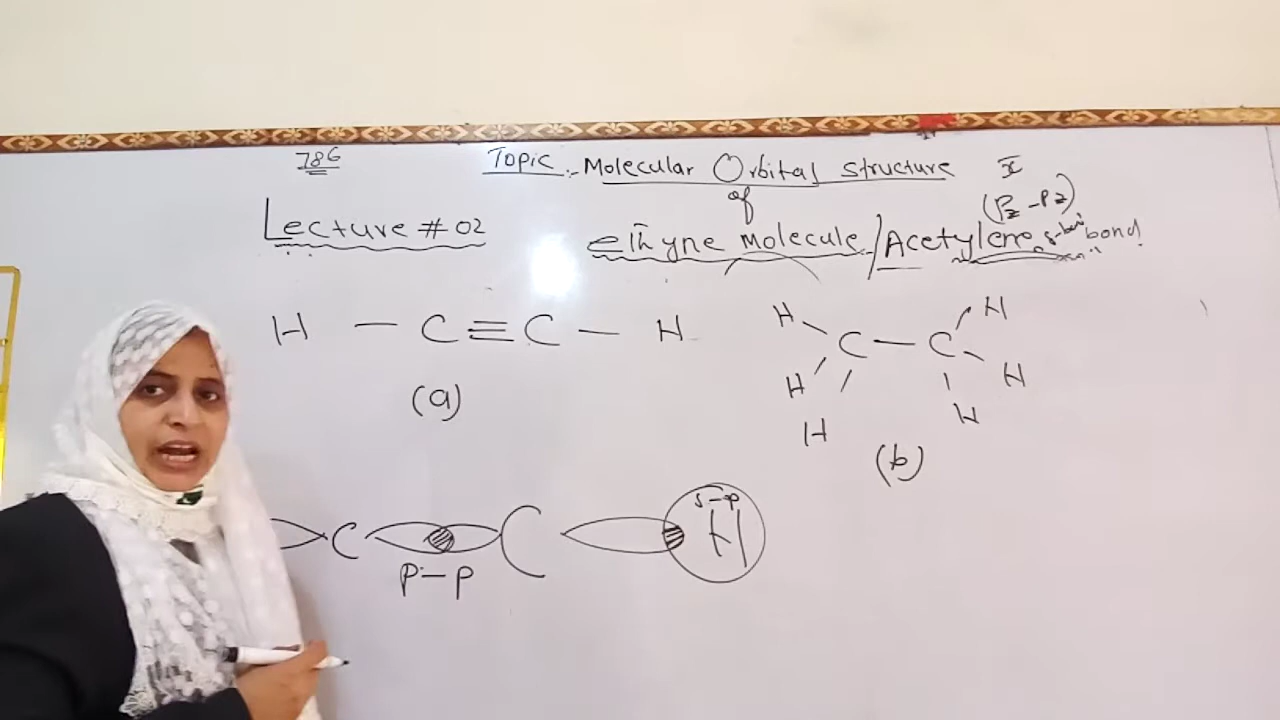 786
Topic:- Molecular Orbital structure
of
Lecture # 02
ethyne Molecule / Acetylene bond
(Pz-Pz)
H — C ≡ C — H
(a)
H H
C — C
H H
H H
(b)
C C H
s-p
p-p